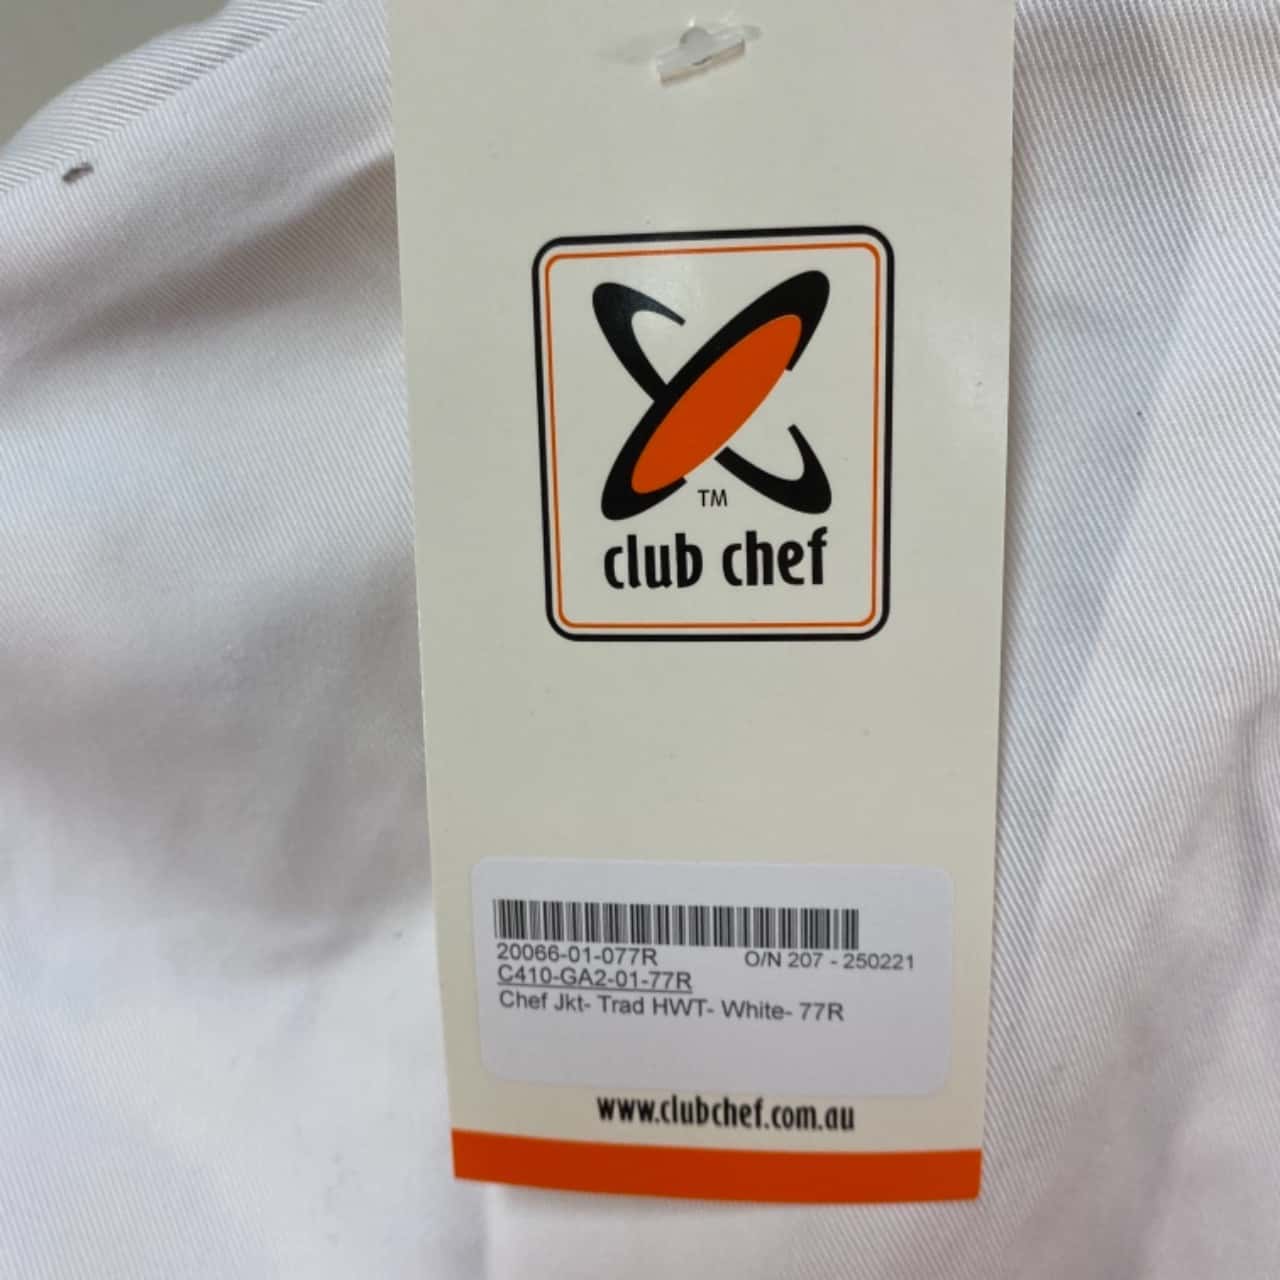 TM
club chef
20066-01-077R O/N 207 - 250221
C410-GA2-01-77R
Chef Jkt- Trad HWT- White- 77R
www.clubchef.com.au